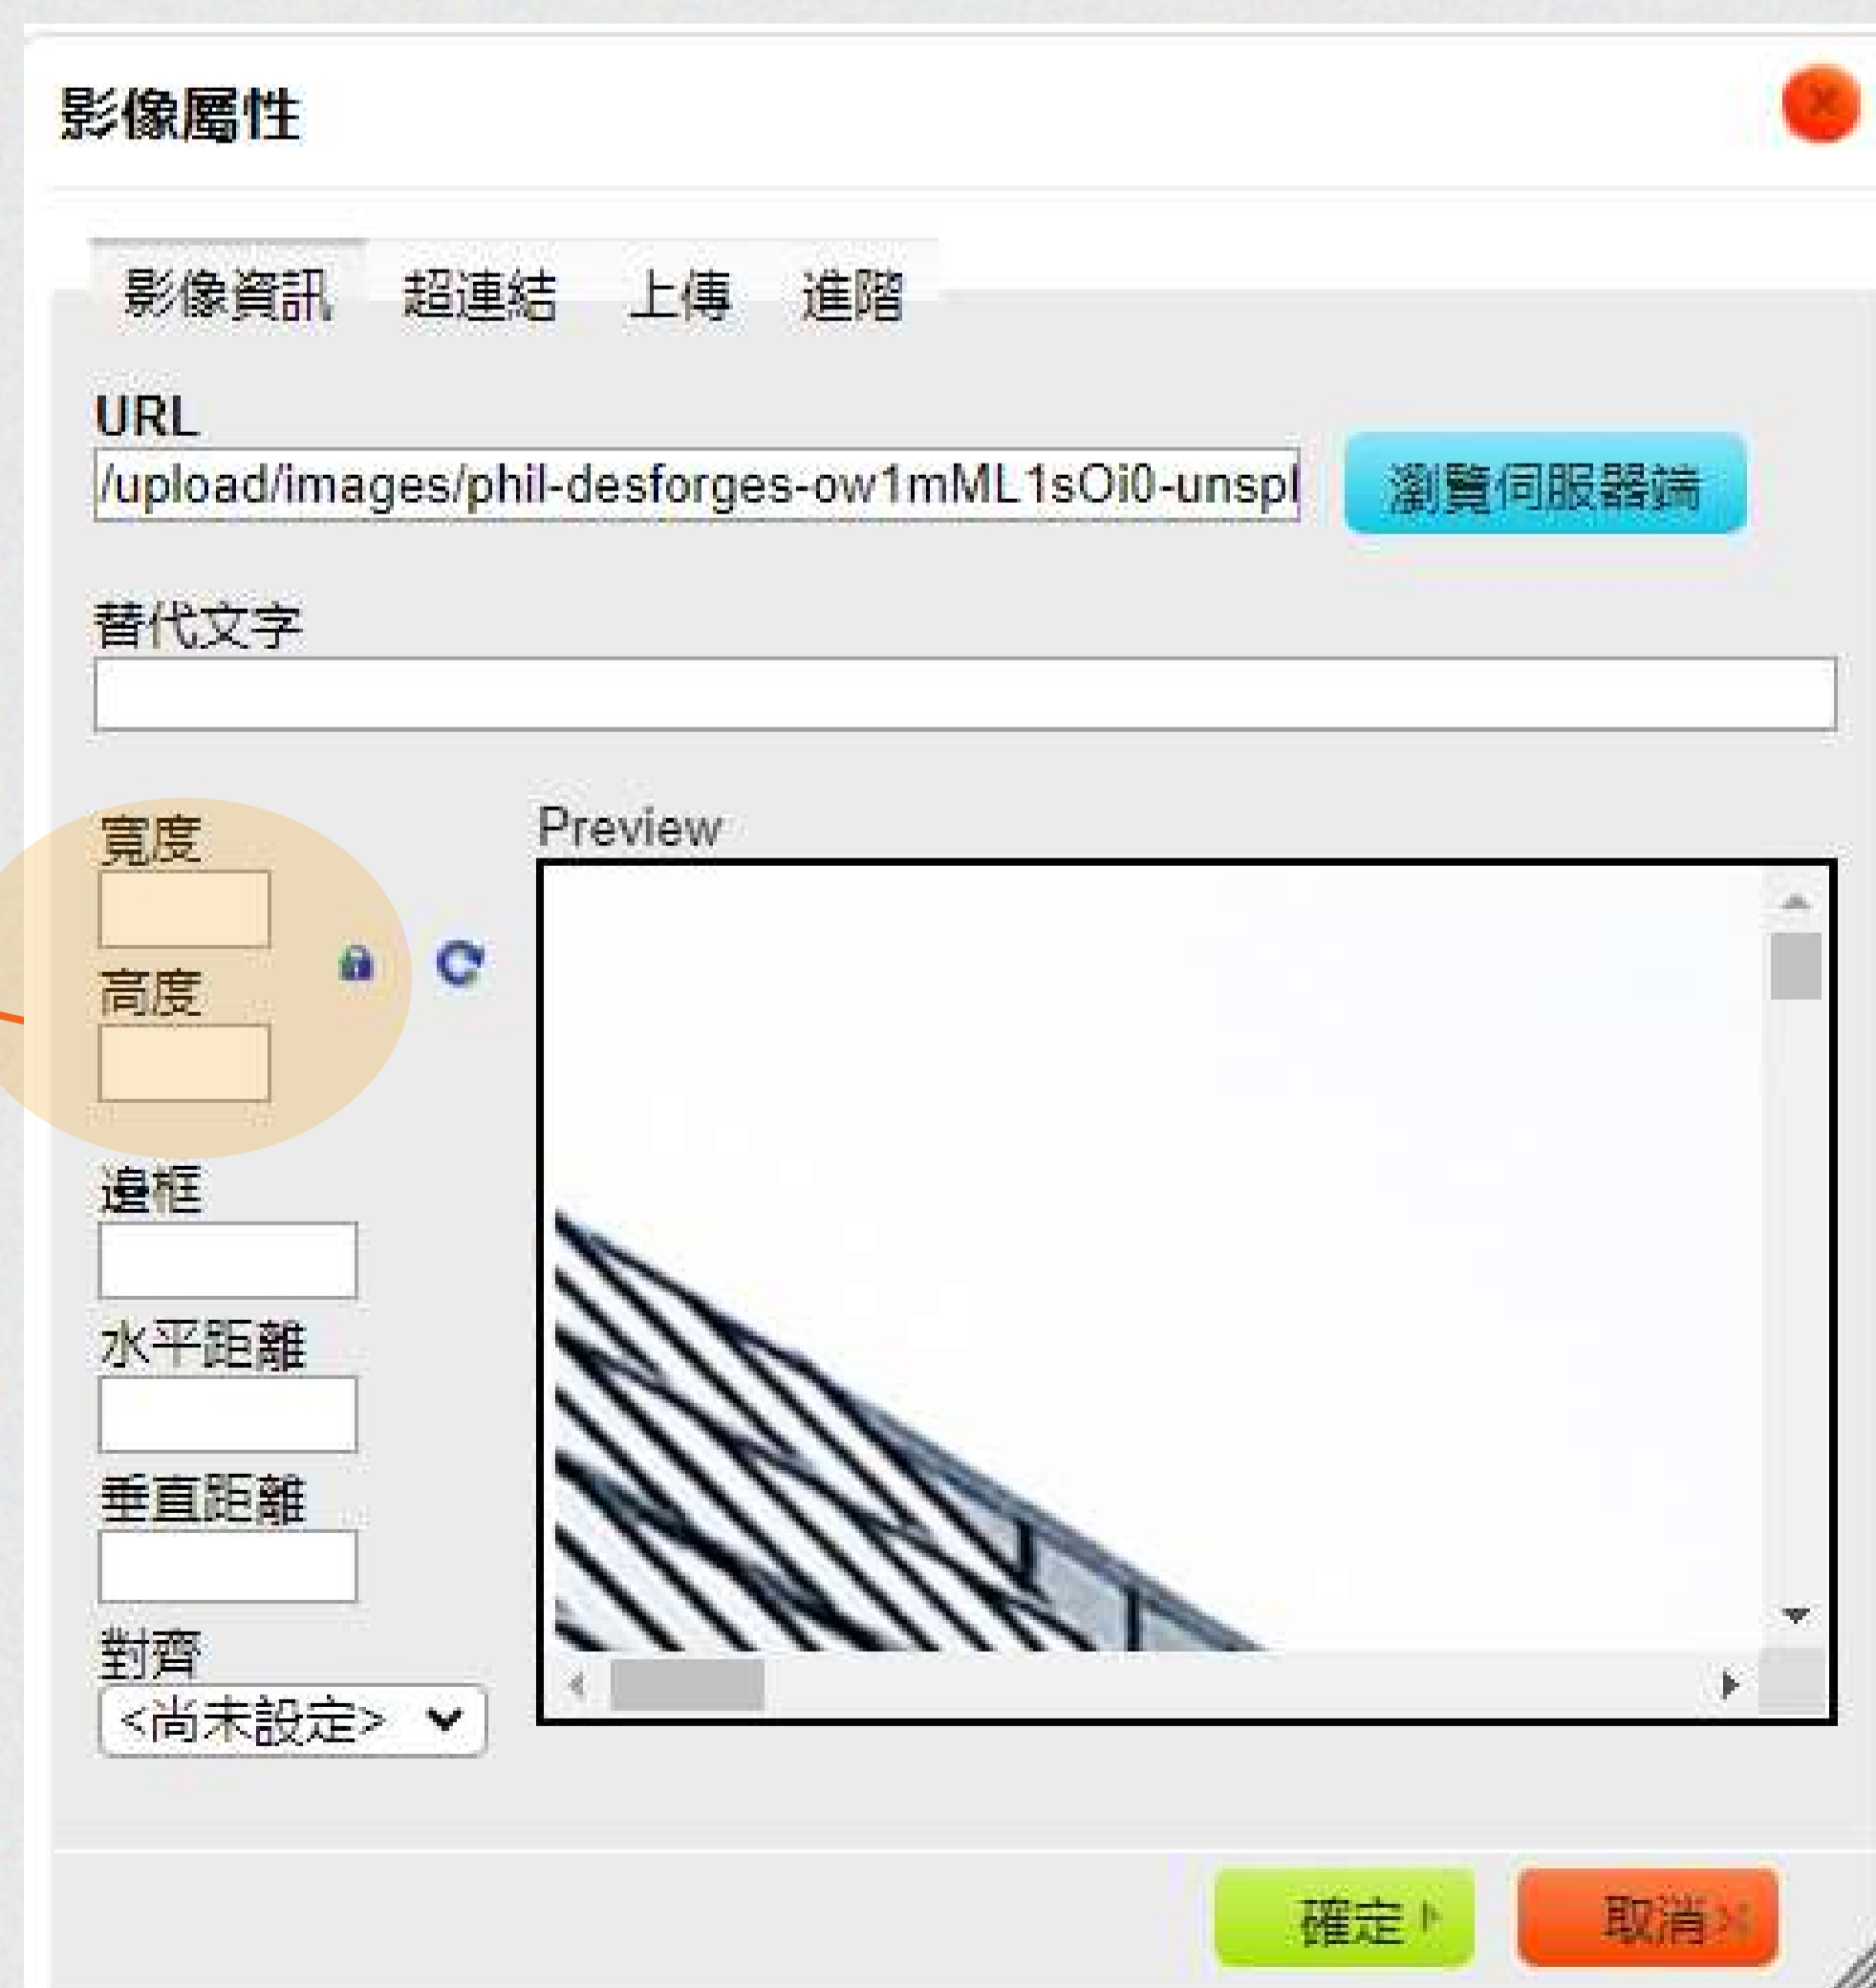 影像屬性
影像資訊 超連結 上傳 進階
URL
/upload/images/phil-desforges-ow1mML1sOi0-unspl
瀏覽伺服器端
替代文字
寬度
高度
Preview
邊框
水平距離
垂直距離
對齊
<尚未設定>
確定
取消